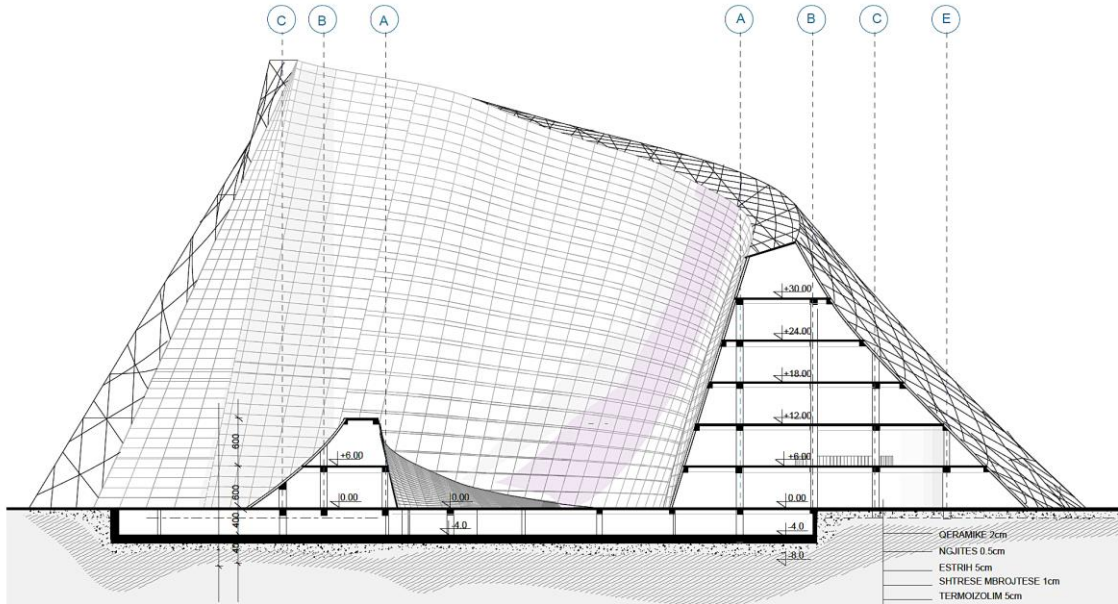 C B A A B C E
+30.00
+24.00
+18.00
+12.00
+6.00
+6.00
600
0.00
0.00
0.00
600
400
-4.0
-4.0
-8.0
QERAMIKE 2cm
NGJITES 0.5cm
ESTRIH 5cm
SHTRESE MBROJTESE 1cm
TERMOIZOLIM 5cm